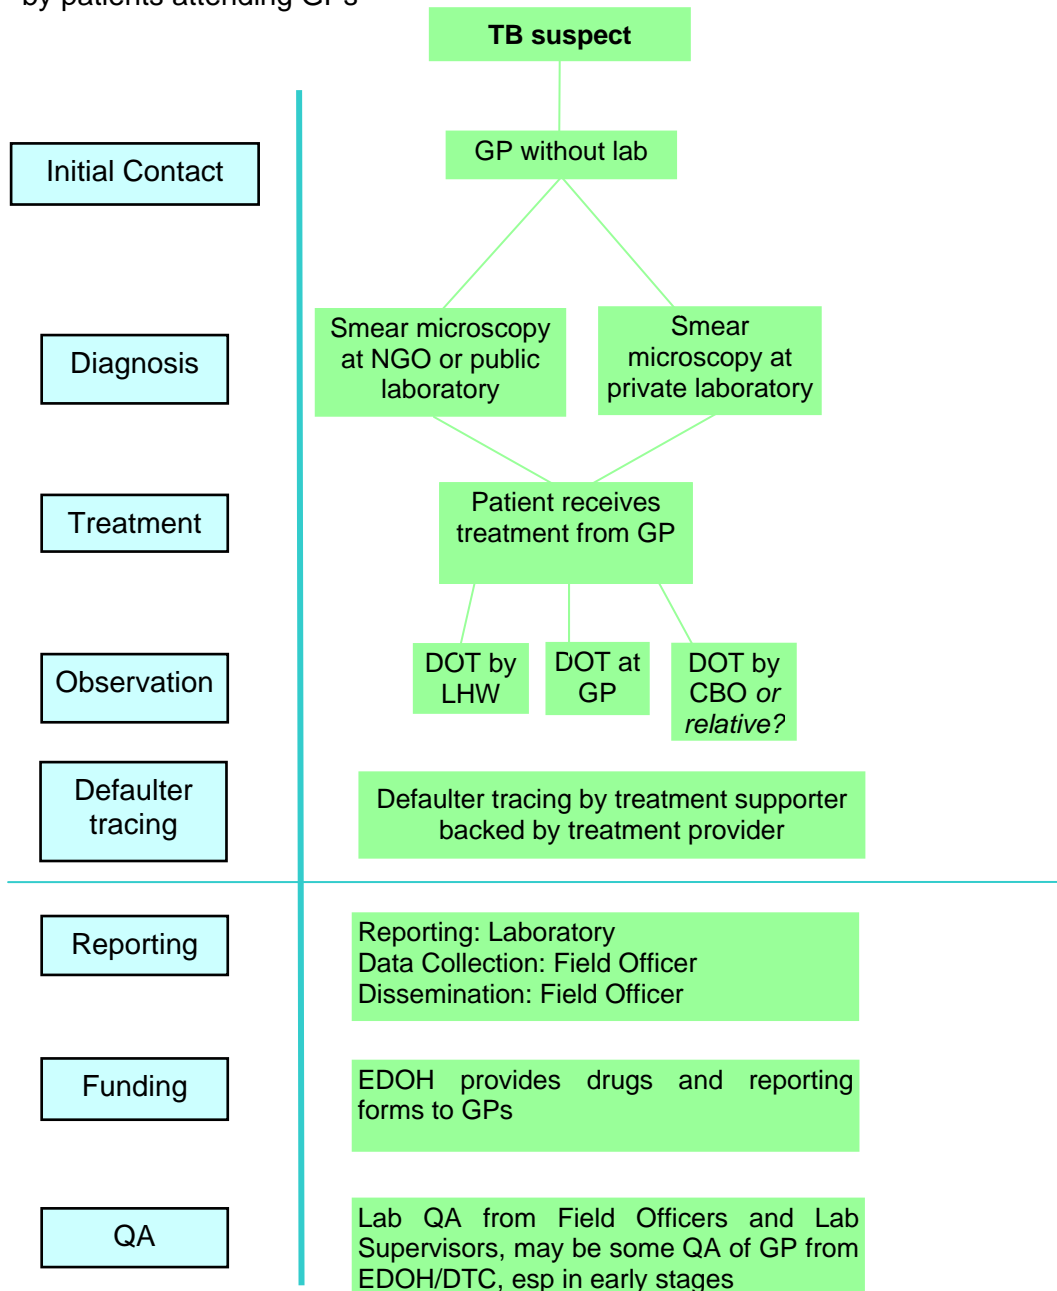 by patients attending GPs
TB suspect
Initial Contact
GP without lab
Diagnosis
Smear microscopy
at NGO or public
laboratory
Smear
microscopy at
private laboratory
Treatment
Patient receives
treatment from GP
Observation
DOT by
LHW
DOT at
GP
DOT by
CBO or
relative?
Defaulter
tracing
Defaulter tracing by treatment supporter
backed by treatment provider
Reporting
Reporting: Laboratory
Data Collection: Field Officer
Dissemination: Field Officer
Funding
EDOH provides drugs and reporting
forms to GPs
QA
Lab QA from Field Officers and Lab
Supervisors, may be some QA of GP from
EDOH/DTC, esp in early stages